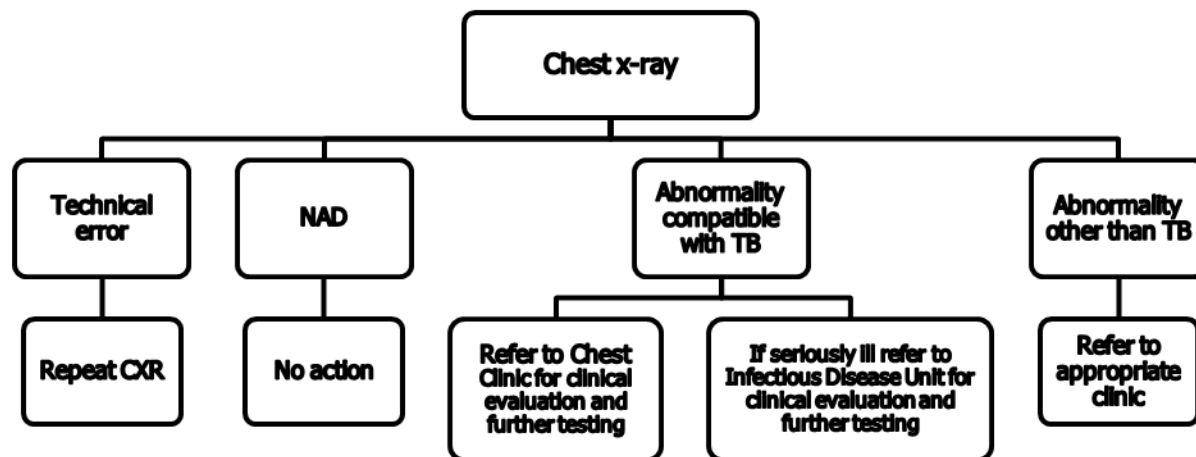 Chest x-ray
Technical
error
NAD
Abnormality
compatible
with TB
Abnormality
other than TB
Repeat CXR
No action
Refer to Chest
Clinic for clinical
evaluation and
further testing
If seriously ill refer to
Infectious Disease Unit for
clinical evaluation and
further testing
Refer to
appropriate
clinic